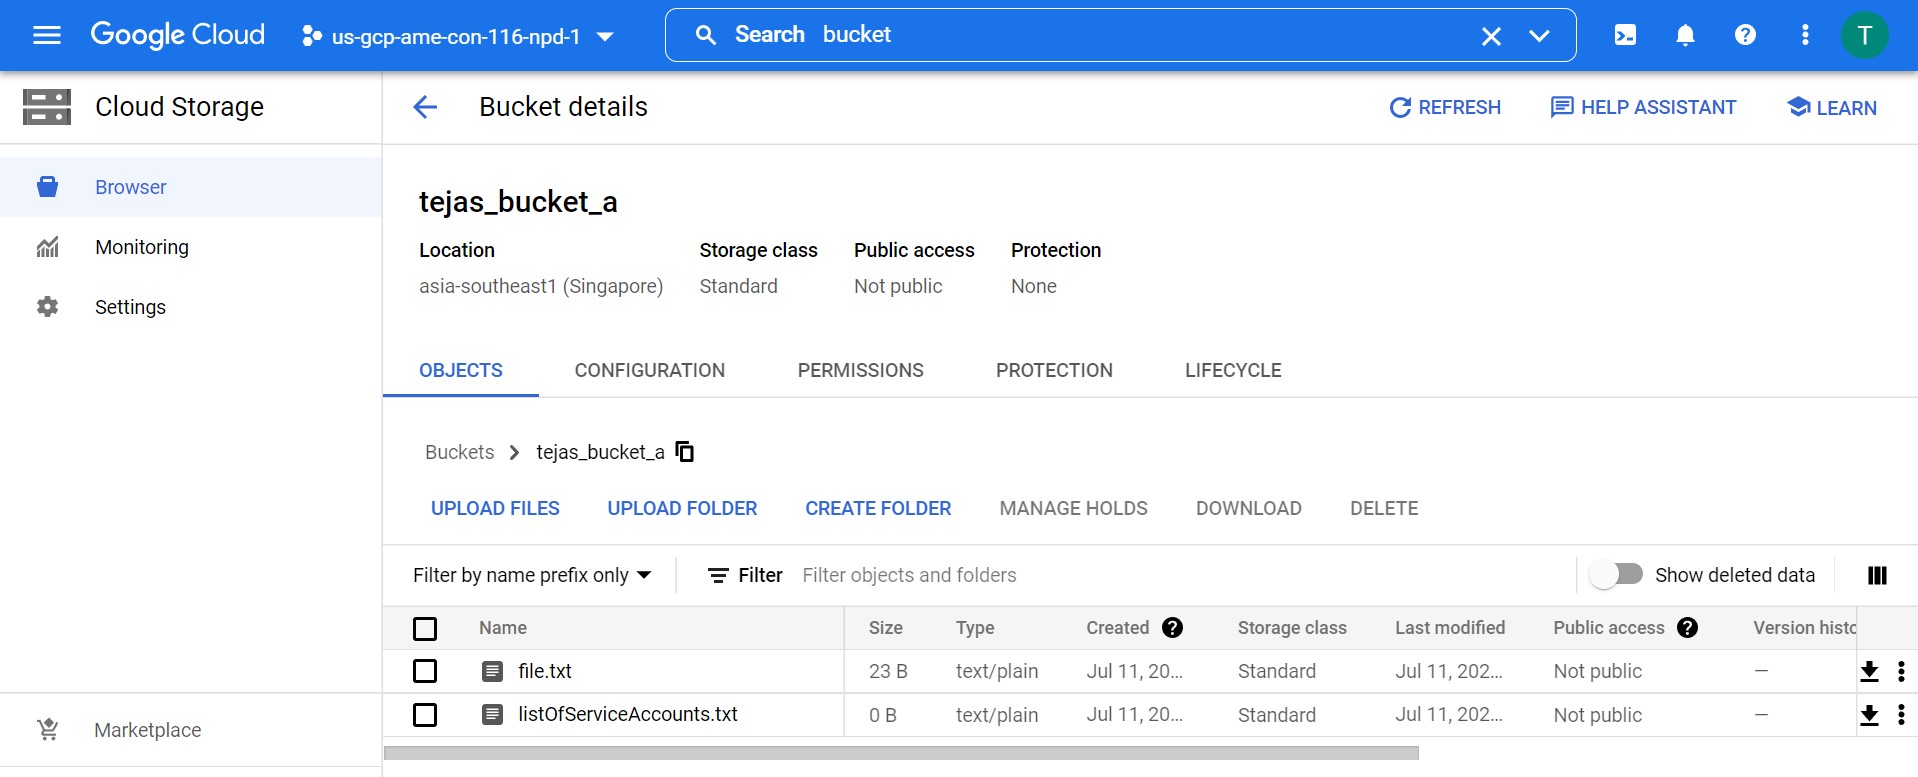 Google Cloud us-gcp-ame-con-116-npd-1 Search bucket T
Cloud Storage
Browser
Monitoring
Settings
Marketplace
Bucket details REFRESH HELP ASSISTANT LEARN
tejas_bucket_a
Location Storage class Public access Protection
asia-southeast1 (Singapore) Standard Not public None
OBJECTS CONFIGURATION PERMISSIONS PROTECTION LIFECYCLE
Buckets > tejas_bucket_a
UPLOAD FILES UPLOAD FOLDER CREATE FOLDER MANAGE HOLDS DOWNLOAD DELETE
Filter by name prefix only Filter Filter objects and folders Show deleted data
Name Size Type Created Storage class Last modified Public access Version histo
file.txt 23 B text/plain Jul 11, 20... Standard Jul 11, 202... Not public —
listOfServiceAccounts.txt 0 B text/plain Jul 11, 20... Standard Jul 11, 202... Not public —